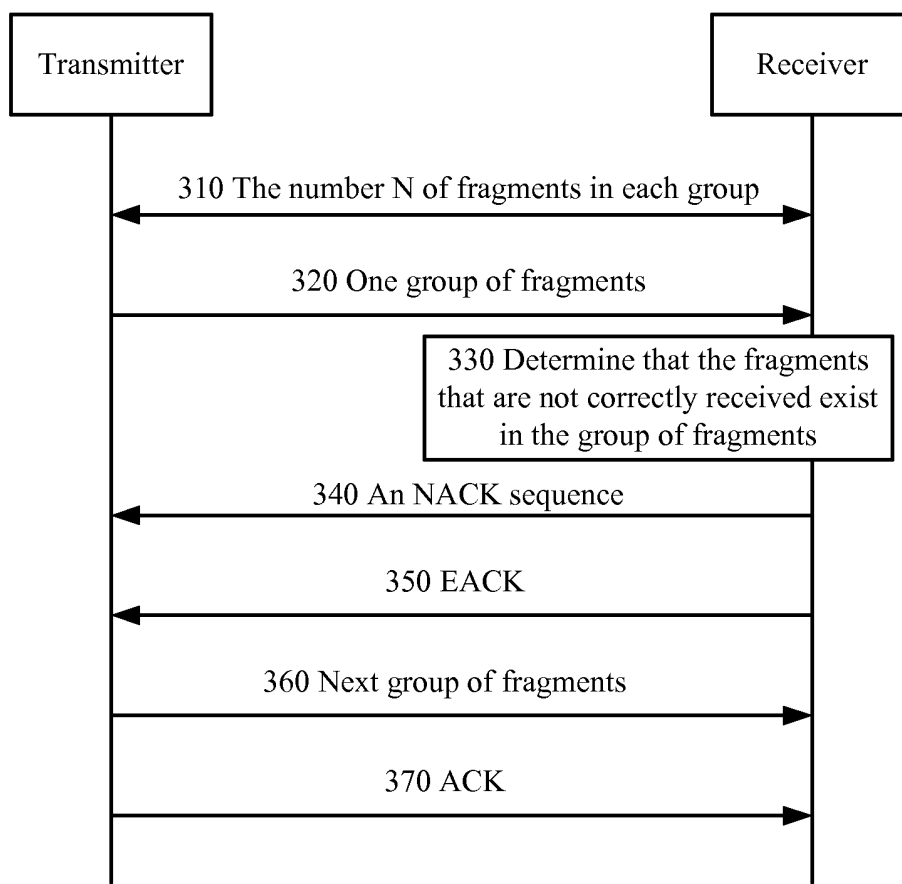 Transmitter
Receiver
310 The number N of fragments in each group
320 One group of fragments
330 Determine that the fragments
that are not correctly received exist
in the group of fragments
340 An NACK sequence
350 EACK
360 Next group of fragments
370 ACK